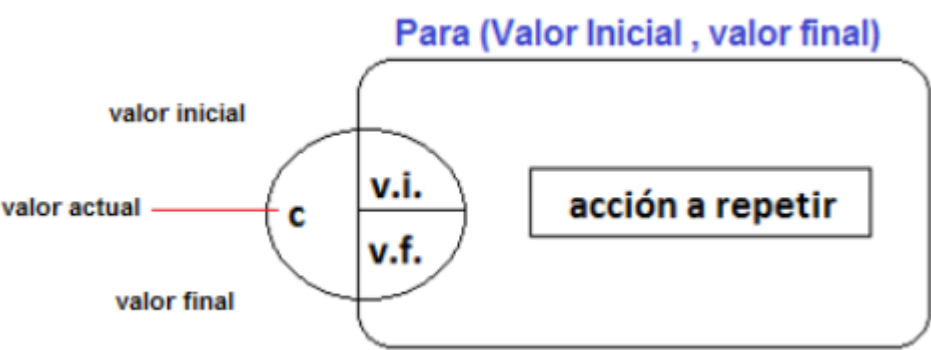 Para (Valor Inicial , valor final)
valor inicial
v.i.
valor actual
c
acción a repetir
v.f.
valor final